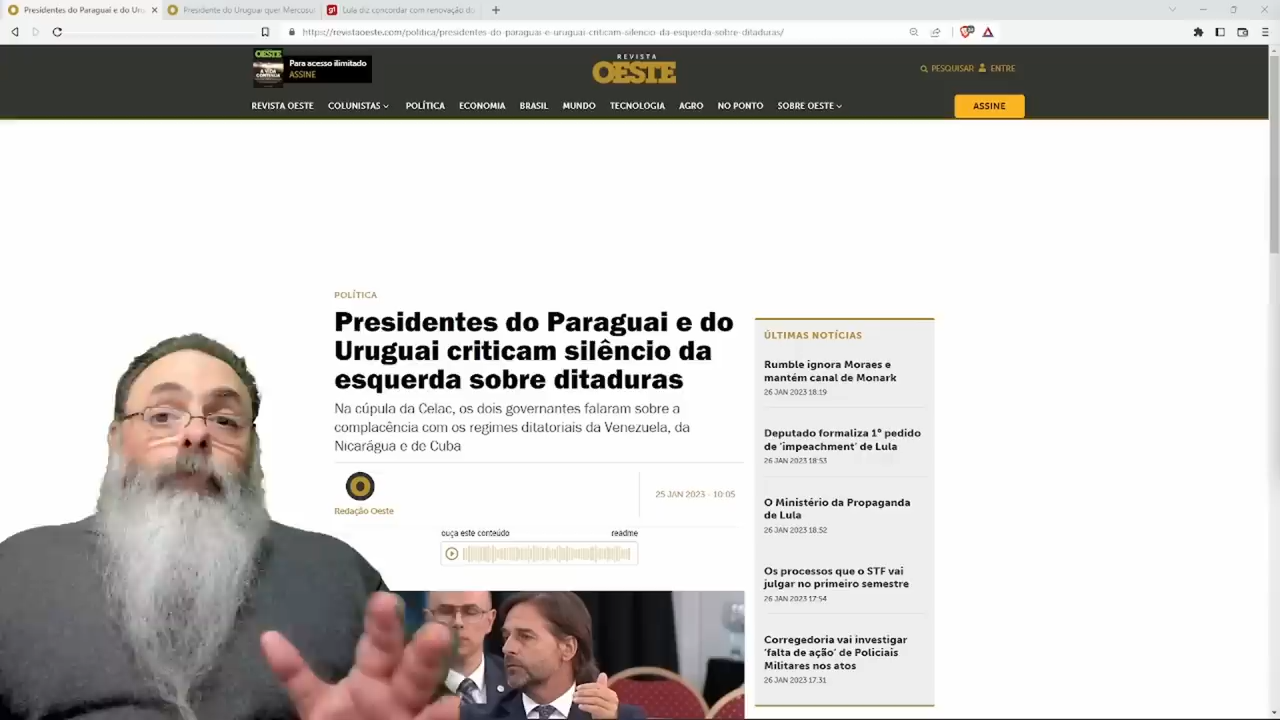 Presidentes do Paraguai e do Uru
Presidente do Uruguai quer Mercosur
g1 Lula diz concordar com renovação do
https://revistaoeste.com/politica/presidentes-do-paraguai-e-uruguai-criticam-silencio-da-esquerda-sobre-ditaduras/
OESTE
A VIDA
CONTINUA
Para acesso ilimitado
ASSINE
REVISTA
OESTE
PESQUISAR ENTRE
REVISTA OESTE COLUNISTAS POLÍTICA ECONOMIA BRASIL MUNDO TECNOLOGIA AGRO NO PONTO SOBRE OESTE ASSINE
POLÍTICA
Presidentes do Paraguai e do
Uruguai criticam silêncio da
esquerda sobre ditaduras
Na cúpula da Celac, os dois governantes falaram sobre a
complacência com os regimes ditatoriais da Venezuela, da
Nicarágua e de Cuba
Redação Oeste
25 JAN 2023 - 10:05
ouça este conteúdo readme
ÚLTIMAS NOTÍCIAS
Rumble ignora Moraes e
mantém canal de Monark
26 JAN 2023 18:19
Deputado formaliza 1° pedido
de 'impeachment' de Lula
26 JAN 2023 18:53
O Ministério da Propaganda
de Lula
26 JAN 2023 18:52
Os processos que o STF vai
julgar no primeiro semestre
26 JAN 2023 17:54
Corregedoria vai investigar
'falta de ação' de Policiais
Militares nos atos
26 JAN 2023 17:31